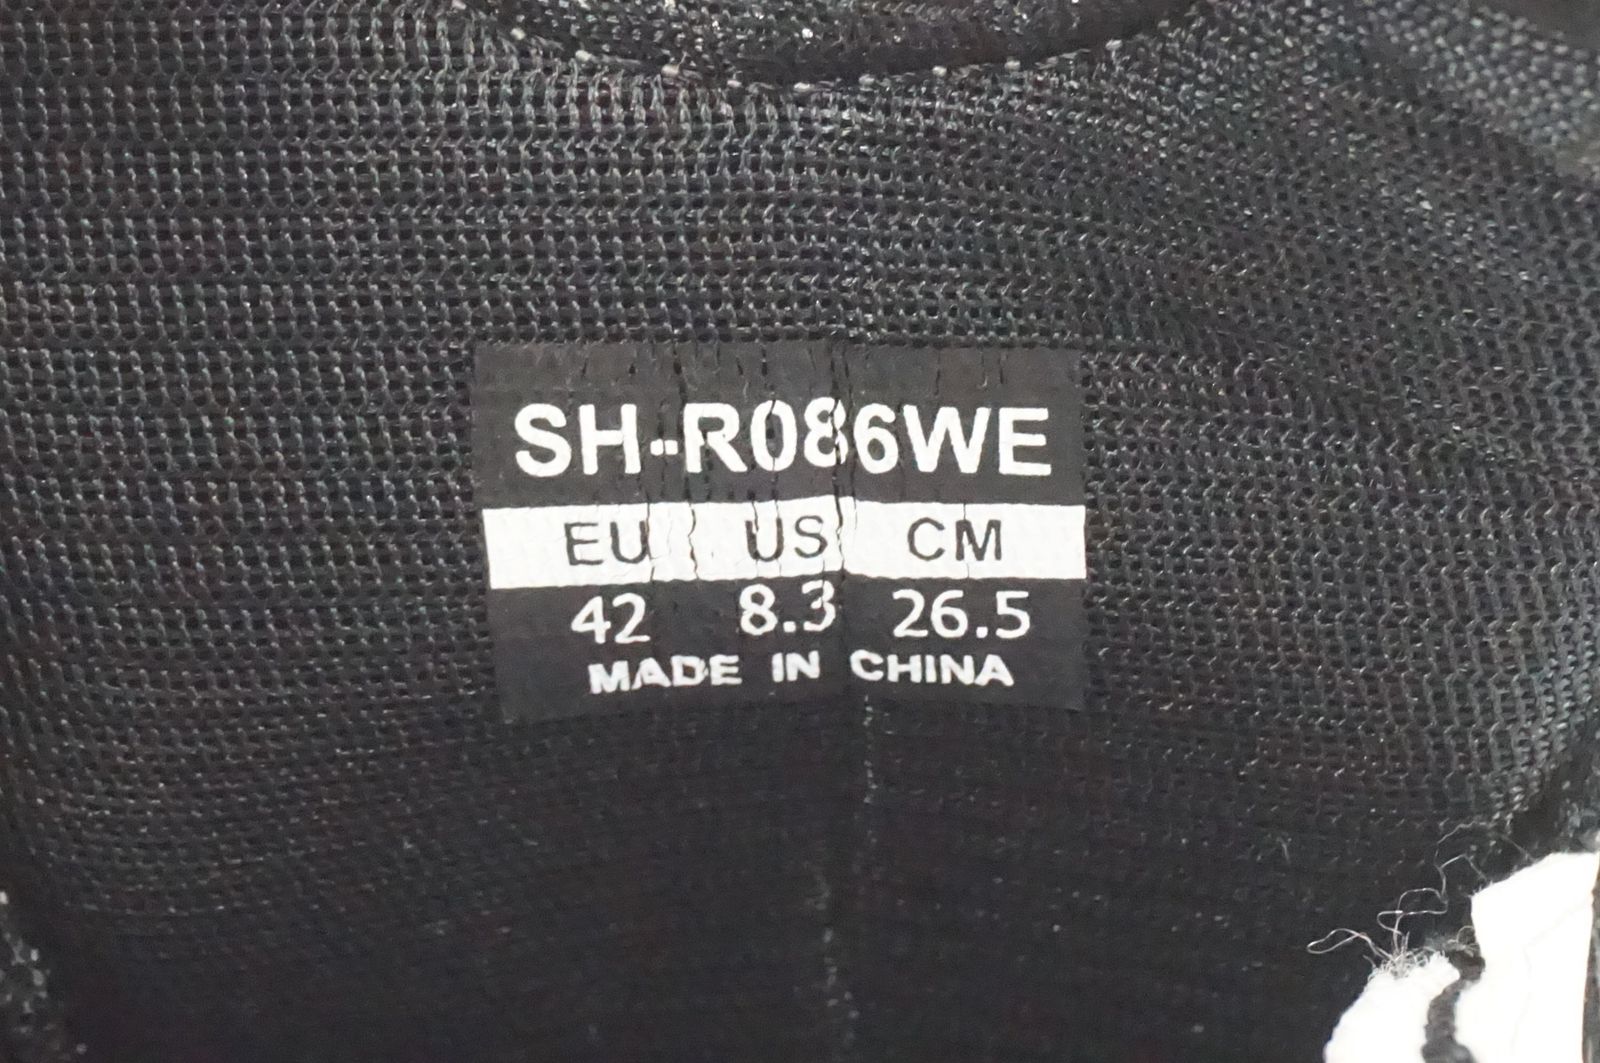 SH-R086WE
EU US CM
42 8.3 26.5
MADE IN CHINA